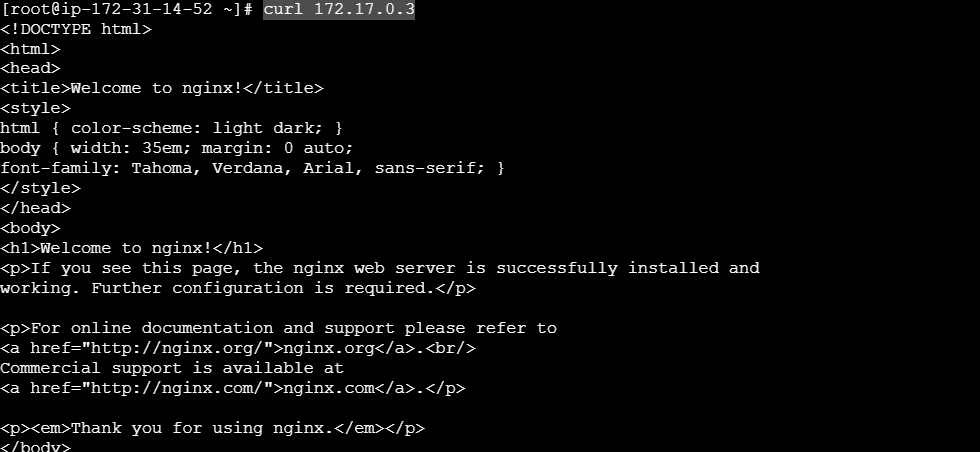 [root@ip-172-31-14-52 ~]# curl 172.17.0.3
<!DOCTYPE html>
<html>
<head>
<title>Welcome to nginx!</title>
<style>
html { color-scheme: light dark; }
body { width: 35em; margin: 0 auto;
font-family: Tahoma, Verdana, Arial, sans-serif; }
</style>
</head>
<body>
<h1>Welcome to nginx!</h1>
<p>If you see this page, the nginx web server is successfully installed and
working. Further configuration is required.</p>

<p>For online documentation and support please refer to
<a href="http://nginx.org/">nginx.org</a>.<br/>
Commercial support is available at
<a href="http://nginx.com/">nginx.com</a>.</p>

<p><em>Thank you for using nginx.</em></p>
</body>